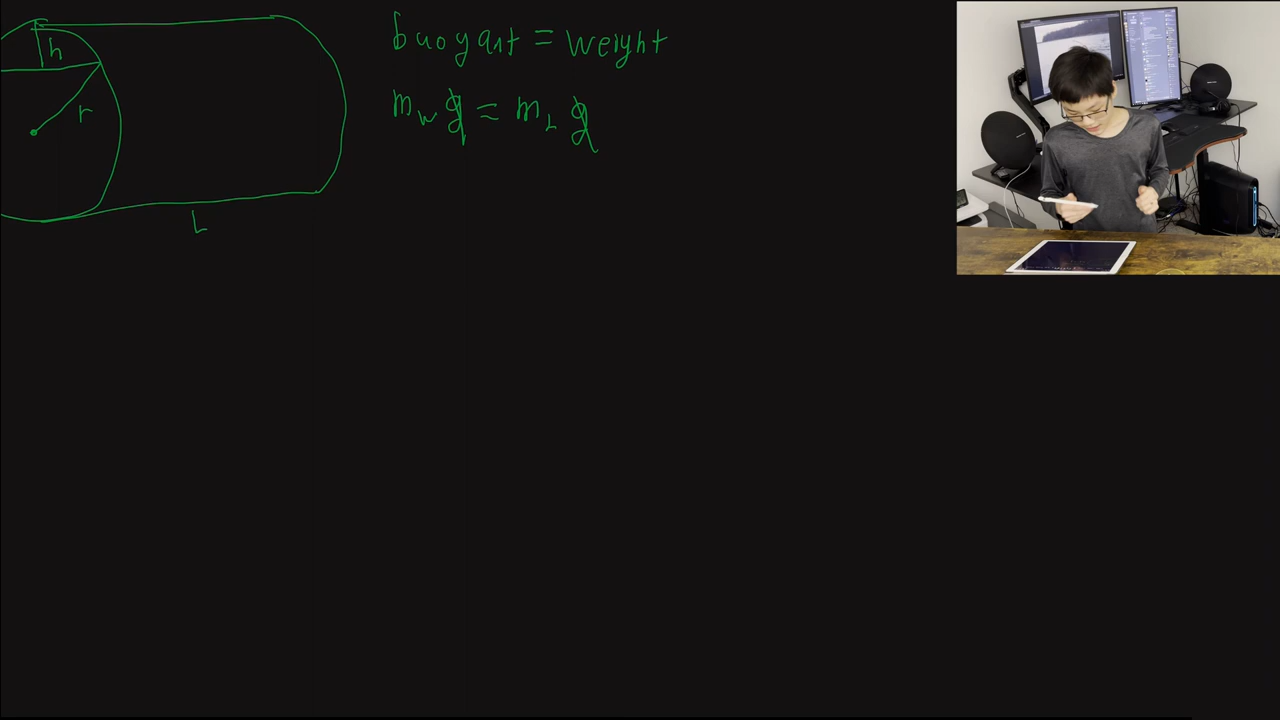 h
r
L
buoyant = weight
m_w g = m_L g